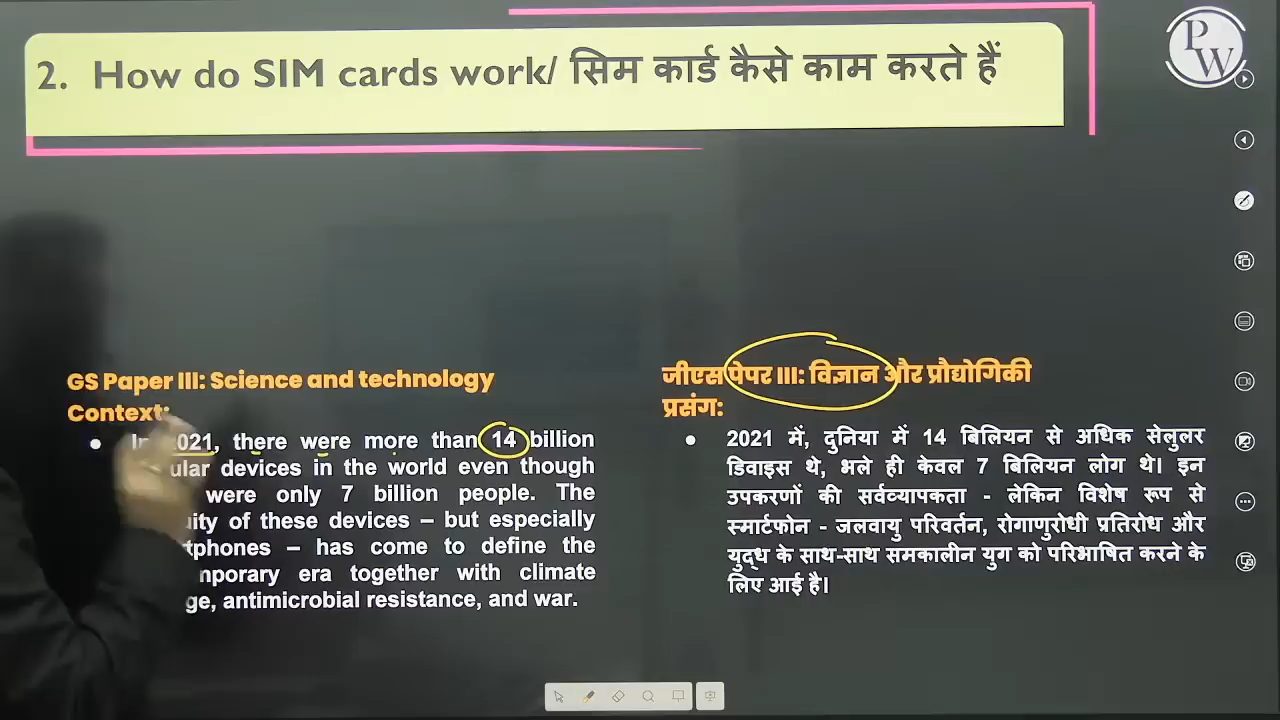 2. How do SIM cards work/ सिम कार्ड कैसे काम करते हैं
PW
GS Paper III: Science and technology
Context:
In 2021, there were more than 14 billion
ular devices in the world even though
were only 7 billion people. The
uity of these devices – but especially
tphones – has come to define the
mporary era together with climate
ge, antimicrobial resistance, and war.
जीएस पेपर III: विज्ञान और प्रौद्योगिकी
प्रसंग:
2021 में, दुनिया में 14 बिलियन से अधिक सेलुलर
डिवाइस थे, भले ही केवल 7 बिलियन लोग थे। इन
उपकरणों की सर्वव्यापकता - लेकिन विशेष रूप से
स्मार्टफोन - जलवायु परिवर्तन, रोगाणुरोधी प्रतिरोध और
युद्ध के साथ-साथ समकालीन युग को परिभाषित करने के
लिए आई है।